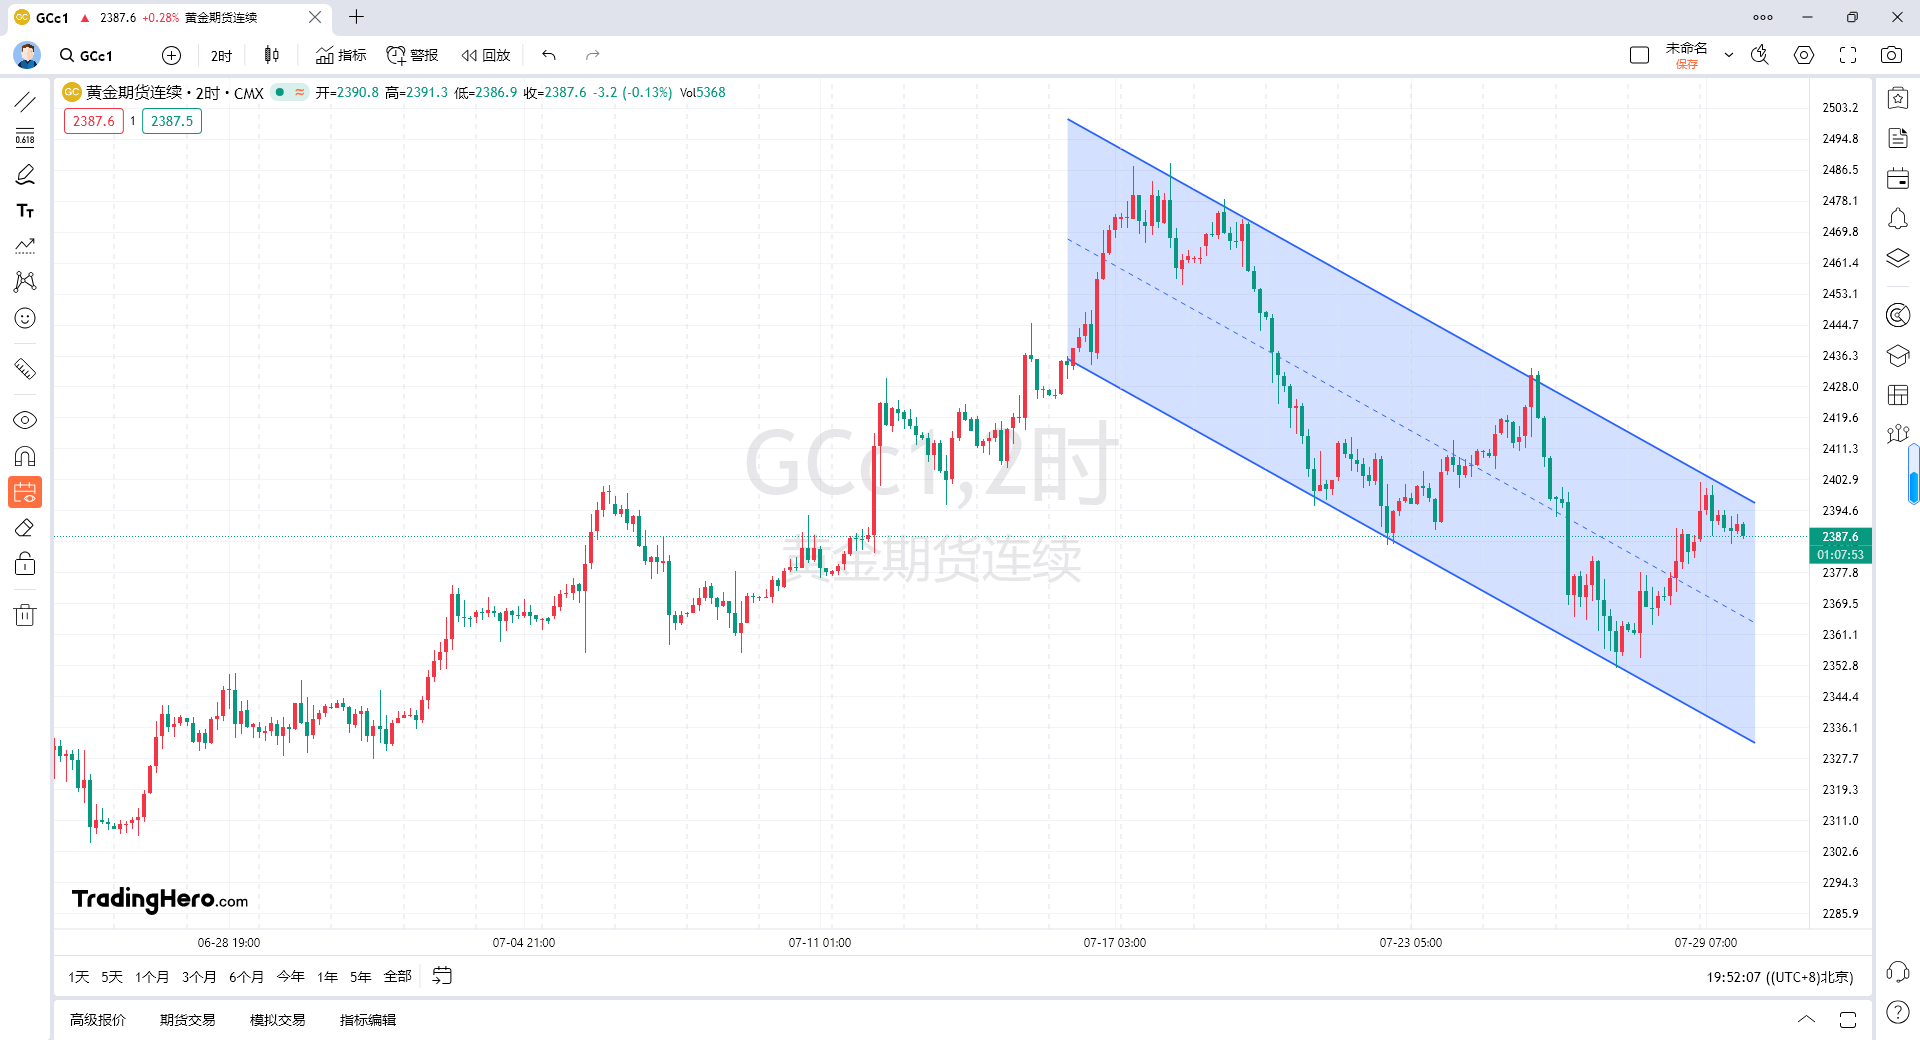 GCc1 ▲ 2387.6 +0.28% 黄金期货连续
GCc1 2时 指标 警报 回放 未命名
保存
黄金期货连续 · 2时 · CMX 开=2390.8 高=2391.3 低=2386.9 收=2387.6 -3.2 (-0.13%) Vol5368
2387.6 1 2387.5
0.618
GCc1,2时
黄金期货连续
2503.2
2494.8
2486.5
2478.1
2469.8
2461.4
2453.1
2444.7
2436.3
2428.0
2419.6
2411.3
2402.9
2394.6
2387.6
01:07:53
2377.8
2369.5
2361.1
2352.8
2344.4
2336.1
2327.7
2319.3
2311.0
2302.6
2294.3
2285.9
TradingHero.com
06-28 19:00 07-04 21:00 07-11 01:00 07-17 03:00 07-23 05:00 07-29 07:00
1天 5天 1个月 3个月 6个月 今年 1年 5年 全部 19:52:07 ((UTC+8)北京)
高级报价 期货交易 模拟交易 指标编辑